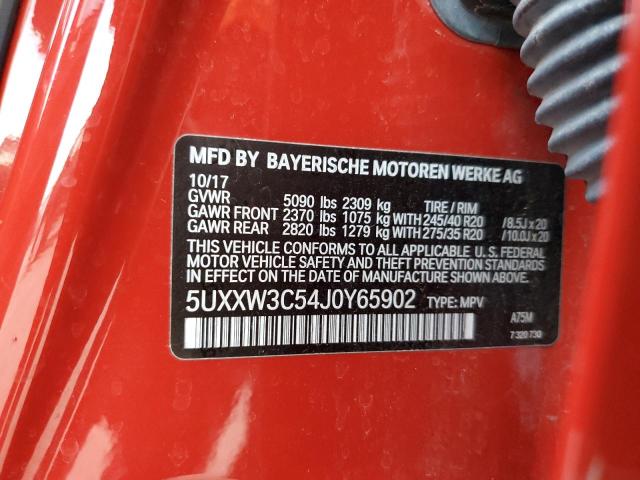 MFD BY BAYERISCHE MOTOREN WERKE AG
10/17
GVWR 5090 lbs 2309 kg TIRE / RIM
GAWR FRONT 2370 lbs 1075 kg WITH 245/40 R20 /8.5J x 20
GAWR REAR 2820 lbs 1279 kg WITH 275/35 R20 /10.0J x 20
THIS VEHICLE CONFORMS TO ALL APPLICABLE U. S. FEDERAL
MOTOR VEHICLE SAFETY AND THEFT PREVENTION STANDARDS
IN EFFECT ON THE DATE OF MANUFACTURE SHOWN ABOVE.
5UXXW3C54J0Y65902 TYPE: MPV
A75M
7 320 730